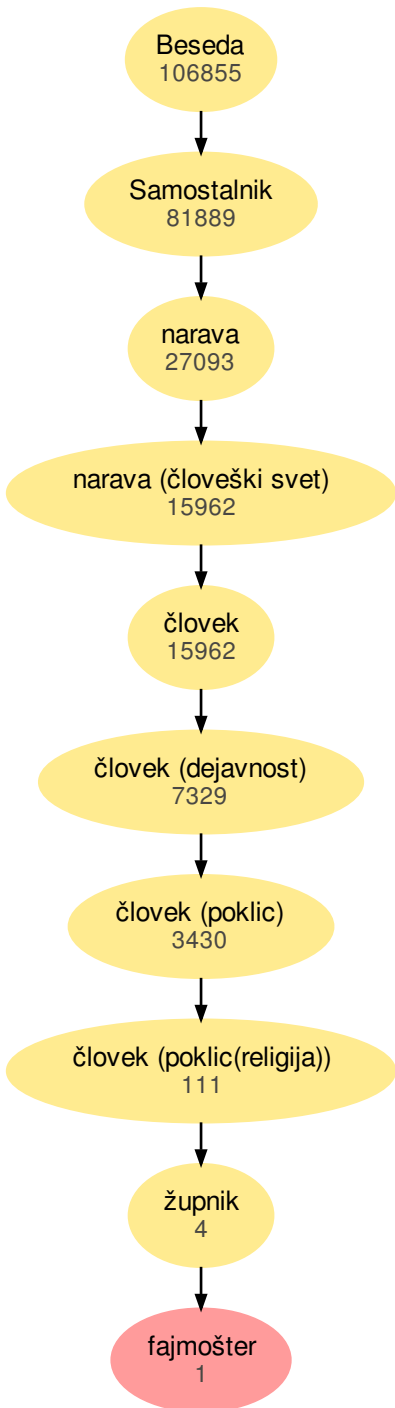 Beseda
106855
Samostalnik
81889
narava
27093
narava (človeški svet)
15962
človek
15962
človek (dejavnost)
7329
človek (poklic)
3430
človek (poklic(religija))
111
župnik
4
fajmošter
1